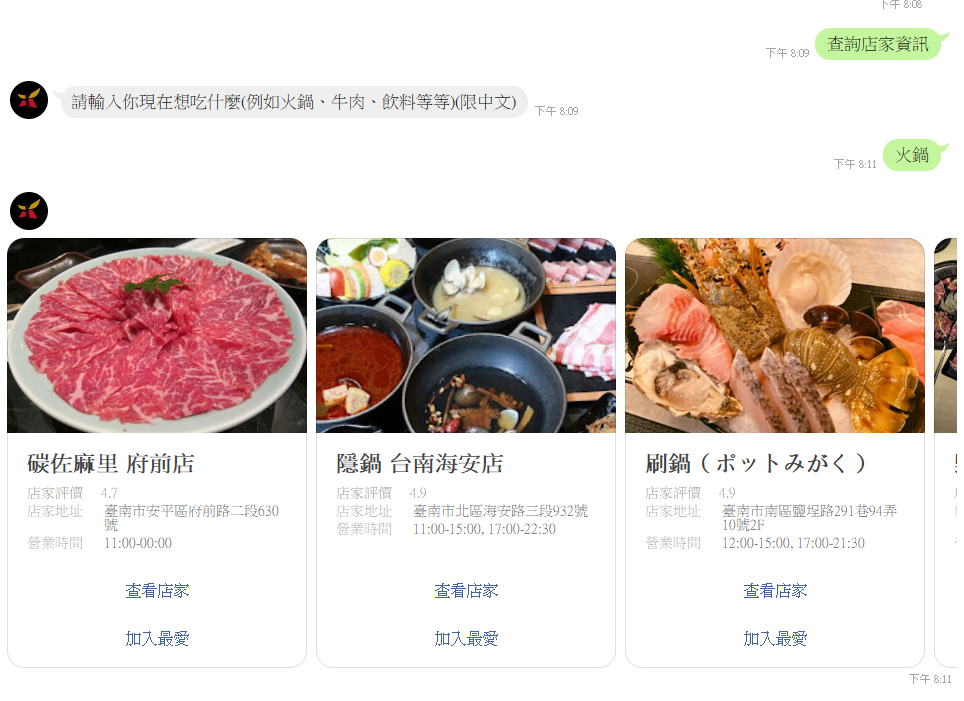 下午 8:08
查詢店家資訊
下午 8:09
請輸入你現在想吃什麼(例如火鍋、牛肉、飲料等等)(限中文)
下午 8:09
火鍋
下午 8:11
碳佐麻里 府前店
店家評價 4.7
店家地址 臺南市安平區府前路二段630
號
營業時間 11:00-00:00
查看店家
加入最愛
隱鍋 台南海安店
店家評價 4.9
店家地址 臺南市北區海安路三段932號
營業時間 11:00-15:00, 17:00-22:30
查看店家
加入最愛
刷鍋（ポットみがく）
店家評價 4.9
店家地址 臺南市南區鹽埕路291巷94弄
10號2F
營業時間 12:00-15:00, 17:00-21:30
查看店家
加入最愛
下午 8:11